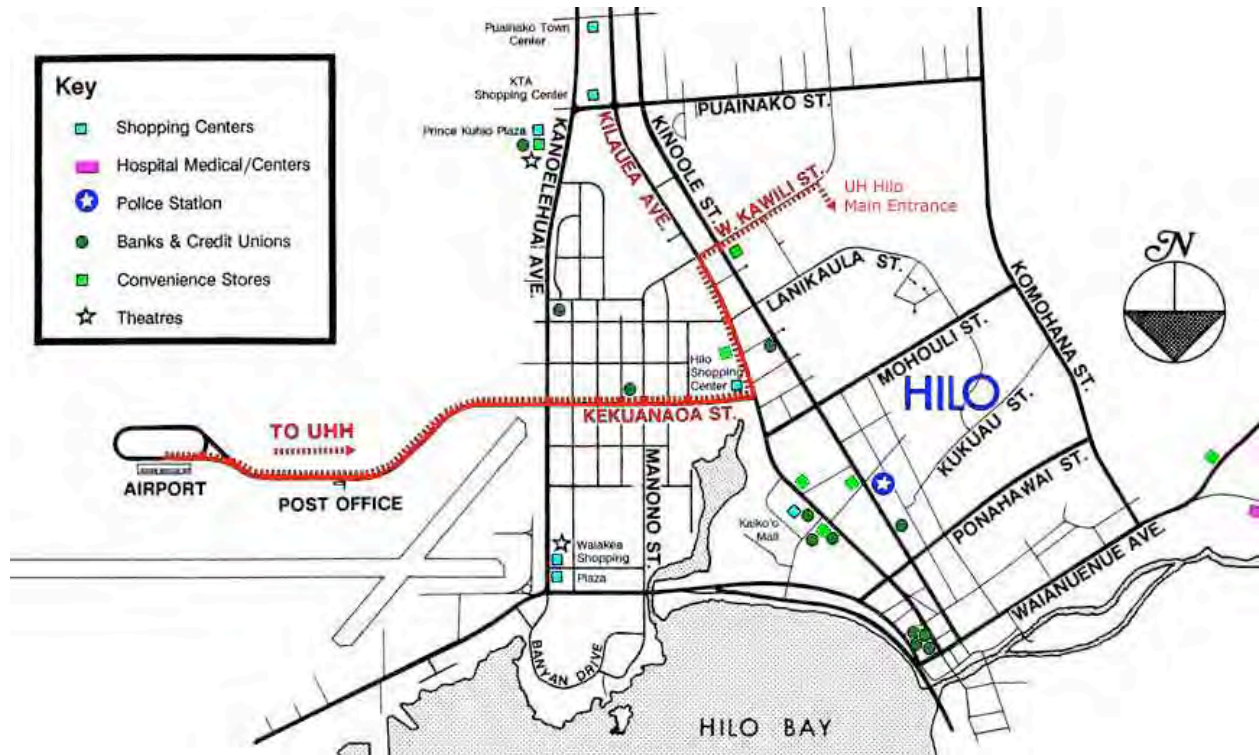 Key
Shopping Centers
Hospital Medical/Centers
Police Station
Banks & Credit Unions
Convenience Stores
Theatres
Puainako Town
Center
KTA
Shopping Center
Prince Kuhio Plaza
KANOELEHUA AVE.
KILAUEA AVE.
KINOOLE ST.
PUAINAKO ST.
W. KAWILI ST.
UH Hilo
Main Entrance
LANIKAULA ST.
KOMOHANA ST.
MOHOULI ST.
HILO
KUKUAU ST.
PONAHAWAI ST.
WAIANUENUE AVE.
N
Hilo
Shopping
Center
KEKUANAOA ST.
TO UHH
AIRPORT
POST OFFICE
MANONO ST.
Kaiko'o
Mall
Waiakea
Shopping
Plaza
BANYAN DRIVE
HILO BAY